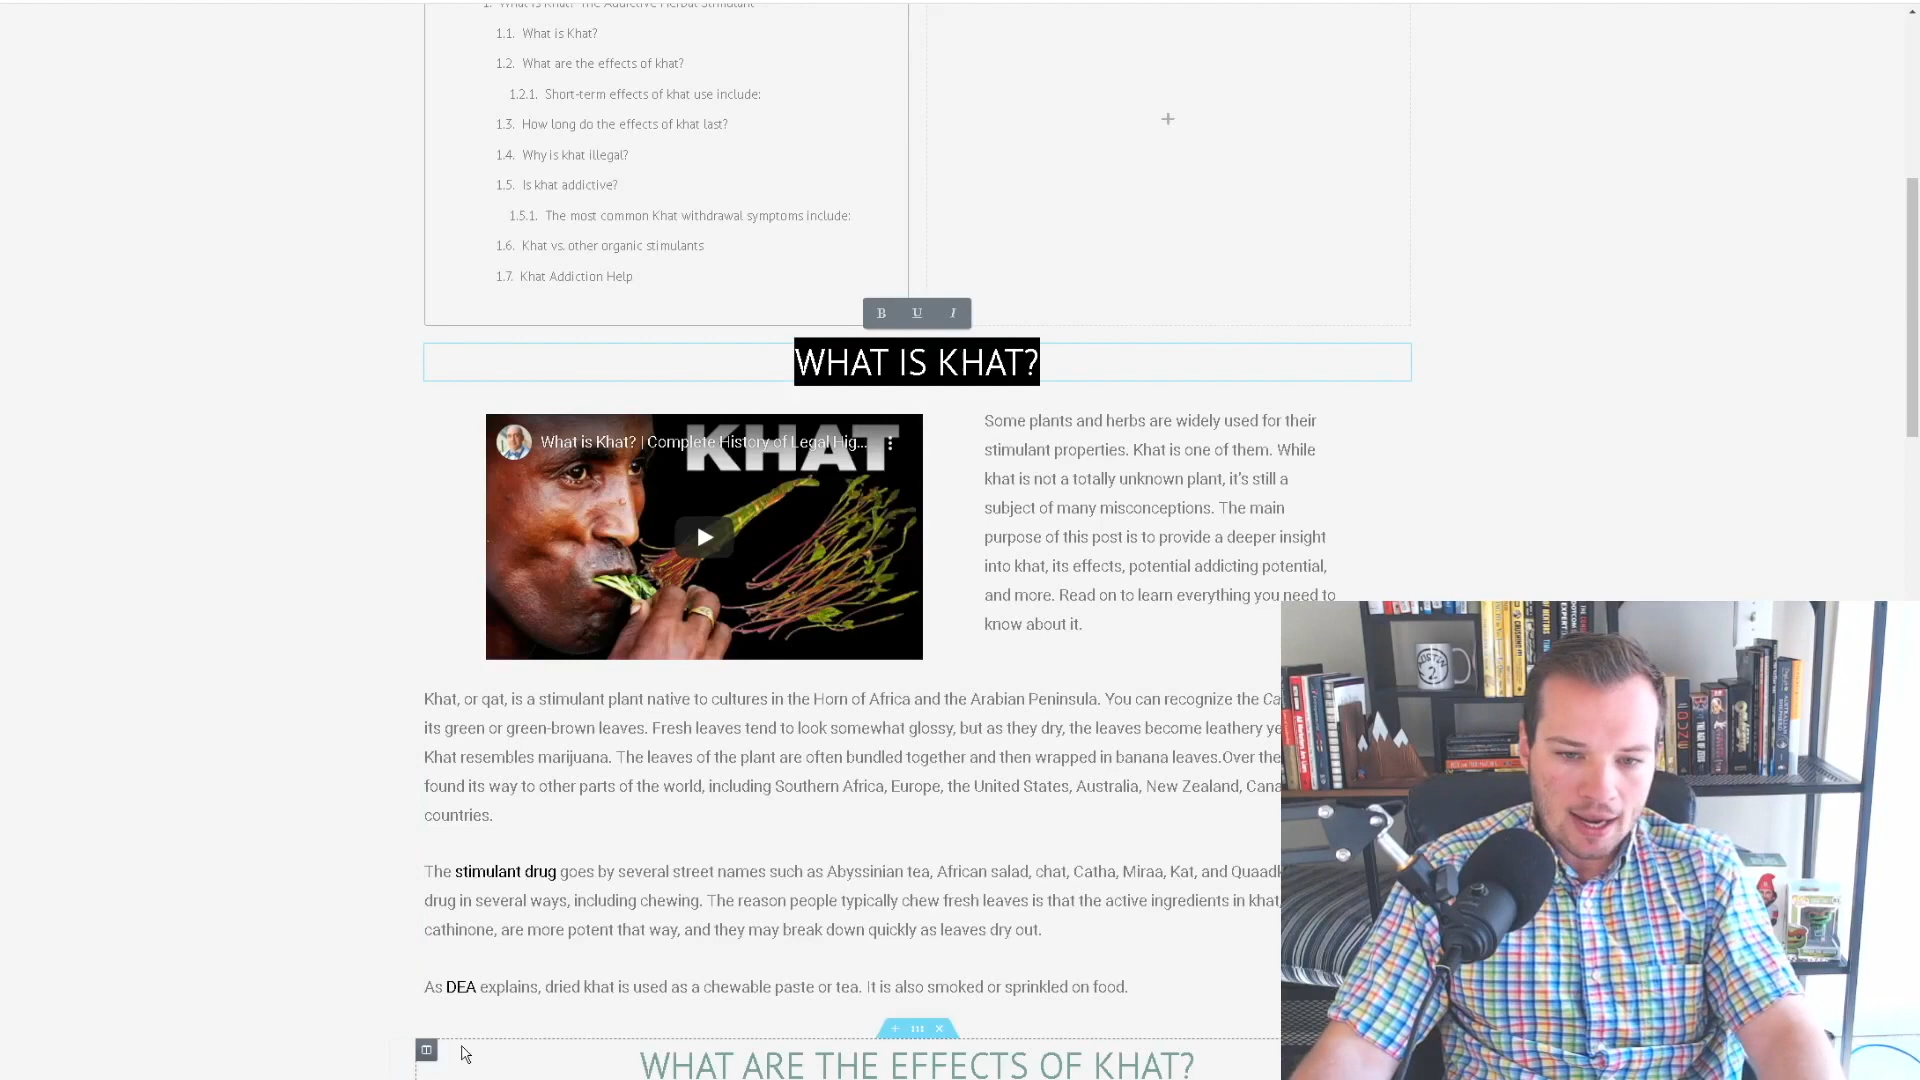 1. What is Khat? The Addictive Herbal Stimulant
1.1. What is Khat?
1.2. What are the effects of khat?
1.2.1. Short-term effects of khat use include:
1.3. How long do the effects of khat last?
1.4. Why is khat illegal?
1.5. Is khat addictive?
1.5.1. The most common Khat withdrawal symptoms include:
1.6. Khat vs. other organic stimulants
1.7. Khat Addiction Help
B U I
WHAT IS KHAT?
What is Khat? | Complete History of Legal Hig...
KHAT
Some plants and herbs are widely used for their
stimulant properties. Khat is one of them. While
khat is not a totally unknown plant, it's still a
subject of many misconceptions. The main
purpose of this post is to provide a deeper insight
into khat, its effects, potential addicting potential,
and more. Read on to learn everything you need to
know about it.
Khat, or qat, is a stimulant plant native to cultures in the Horn of Africa and the Arabian Peninsula. You can recognize the Ca
its green or green-brown leaves. Fresh leaves tend to look somewhat glossy, but as they dry, the leaves become leathery ye
Khat resembles marijuana. The leaves of the plant are often bundled together and then wrapped in banana leaves.Over the
found its way to other parts of the world, including Southern Africa, Europe, the United States, Australia, New Zealand, Cana
countries.
The stimulant drug goes by several street names such as Abyssinian tea, African salad, chat, Catha, Miraa, Kat, and Quaadk
drug in several ways, including chewing. The reason people typically chew fresh leaves is that the active ingredients in khat,
cathinone, are more potent that way, and they may break down quickly as leaves dry out.
As DEA explains, dried khat is used as a chewable paste or tea. It is also smoked or sprinkled on food.
WHAT ARE THE EFFECTS OF KHAT?
DUNE